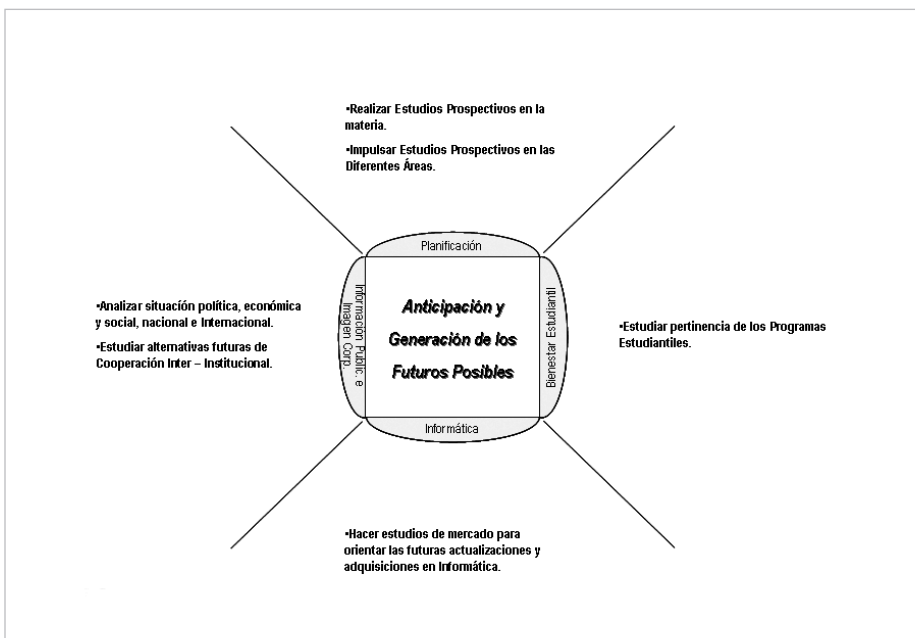 •Realizar Estudios Prospectivos en la
materia.
•Impulsar Estudios Prospectivos en las
Diferentes Áreas.
Planificación
•Analizar situación política, económica
y social, nacional e Internacional.
•Estudiar alternativas futuras de
Cooperación Inter – Institucional.
Información Public. e
Imagen Corp.
Anticipación y
Generación de los
Futuros Posibles
Bienestar Estudiantil
•Estudiar pertinencia de los Programas
Estudiantiles.
Informática
•Hacer estudios de mercado para
orientar las futuras actualizaciones y
adquisiciones en Informática.